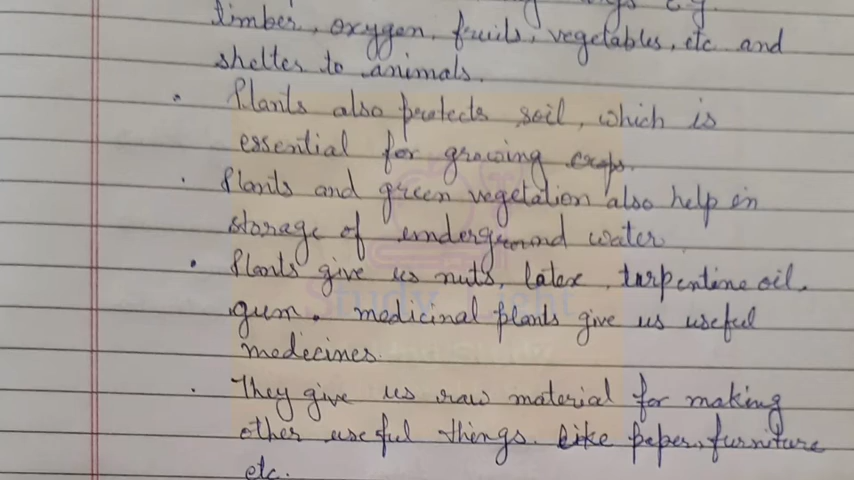 timber, oxygen, fruits, vegetables, etc and
shelter to animals.
• Plants also protects soil, which is
essential for growing crops.
• Plants and green vegetation also help in
storage of underground water
• Plants give us nuts, latex, turpentine oil,
gum. medicinal plants give us useful
medecines.
• They give us raw material for making
other useful things. Like paper, furniture
etc.